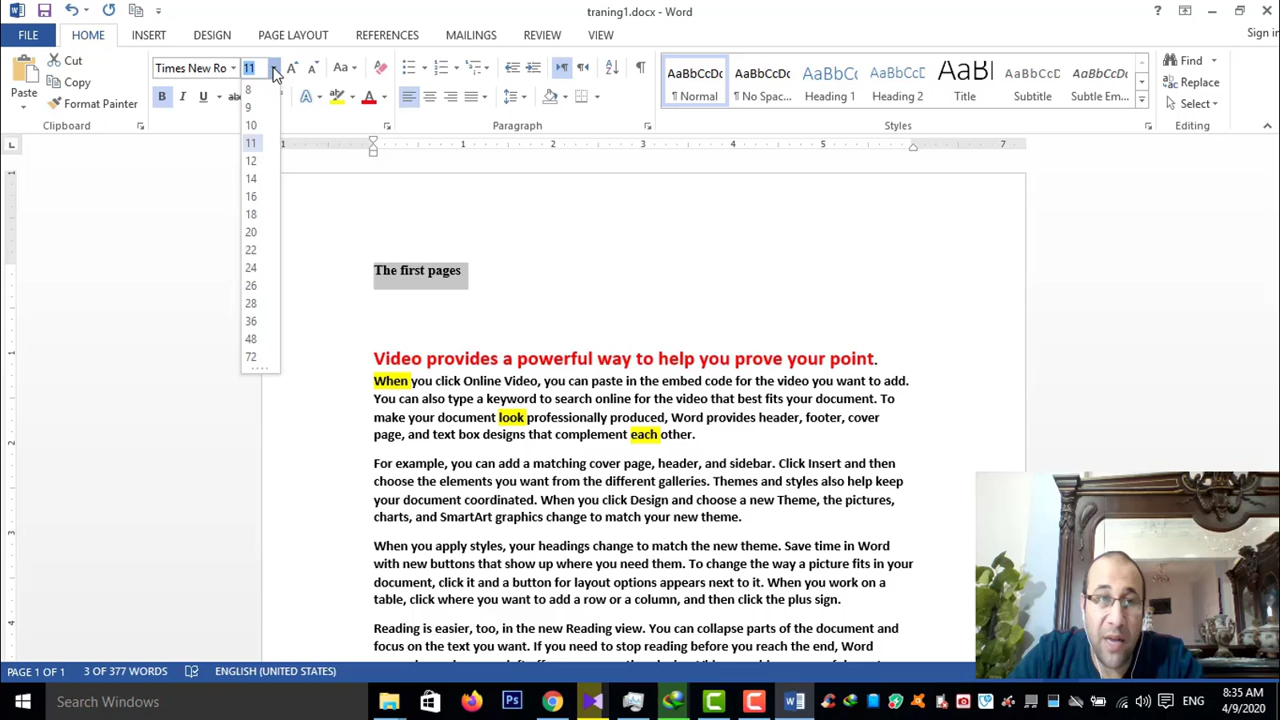 traning1.docx - Word
FILE HOME INSERT DESIGN PAGE LAYOUT REFERENCES MAILINGS REVIEW VIEW
Sign in
Paste
Cut
Copy
Format Painter
Clipboard
Times New Ro
11
Aa
B I U
A
A
8
9
10
11
12
14
16
18
20
22
24
26
28
36
48
72
Paragraph
AaBbCcDc
¶ Normal
AaBbCcDc
¶ No Spac...
AaBbCc
Heading 1
AaBbCcC
Heading 2
AaBl
Title
AaBbCcC
Subtitle
AaBbCcDc
Subtle Em...
Styles
Find
Replace
Select
Editing
1 1 2 3 4 5 7
The first pages
Video provides a powerful way to help you prove your point.
When you click Online Video, you can paste in the embed code for the video you want to add.
You can also type a keyword to search online for the video that best fits your document. To
make your document look professionally produced, Word provides header, footer, cover
page, and text box designs that complement each other.
For example, you can add a matching cover page, header, and sidebar. Click Insert and then
choose the elements you want from the different galleries. Themes and styles also help keep
your document coordinated. When you click Design and choose a new Theme, the pictures,
charts, and SmartArt graphics change to match your new theme.
When you apply styles, your headings change to match the new theme. Save time in Word
with new buttons that show up where you need them. To change the way a picture fits in your
document, click it and a button for layout options appears next to it. When you work on a
table, click where you want to add a row or a column, and then click the plus sign.
Reading is easier, too, in the new Reading view. You can collapse parts of the document and
focus on the text you want. If you need to stop reading before you reach the end, Word
PAGE 1 OF 1 3 OF 377 WORDS ENGLISH (UNITED STATES)
Search Windows
Ps
ENG
8:35 AM
4/9/2020